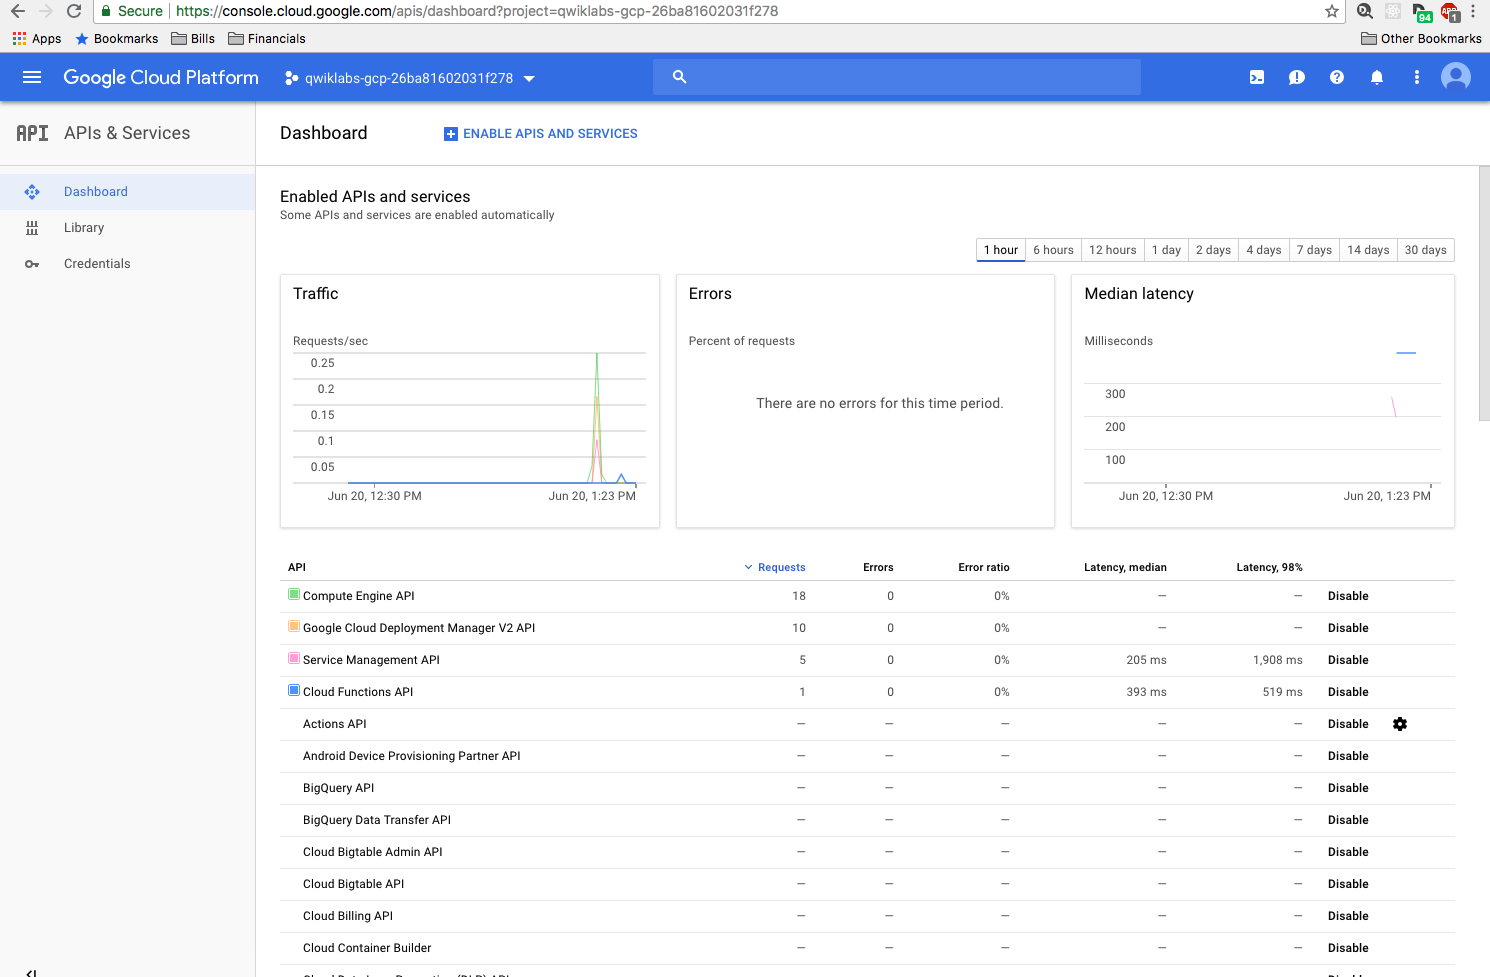 Secure https://console.cloud.google.com/apis/dashboard?project=qwiklabs-gcp-26ba81602031f278 94 1
Apps Bookmarks Bills Financials Other Bookmarks
Google Cloud Platform qwiklabs-gcp-26ba81602031f278
API APIs & Services Dashboard ENABLE APIS AND SERVICES
Dashboard
Library
Credentials
Enabled APIs and services
Some APIs and services are enabled automatically
1 hour 6 hours 12 hours 1 day 2 days 4 days 7 days 14 days 30 days
Traffic
Requests/sec
0.25
0.2
0.15
0.1
0.05
Jun 20, 12:30 PM Jun 20, 1:23 PM
Errors
Percent of requests
There are no errors for this time period.
Median latency
Milliseconds
300
200
100
Jun 20, 12:30 PM Jun 20, 1:23 PM
API Requests Errors Error ratio Latency, median Latency, 98%
Compute Engine API 18 0 0% — — Disable
Google Cloud Deployment Manager V2 API 10 0 0% — — Disable
Service Management API 5 0 0% 205 ms 1,908 ms Disable
Cloud Functions API 1 0 0% 393 ms 519 ms Disable
Actions API — — — — — Disable
Android Device Provisioning Partner API — — — — — Disable
BigQuery API — — — — — Disable
BigQuery Data Transfer API — — — — — Disable
Cloud Bigtable Admin API — — — — — Disable
Cloud Bigtable API — — — — — Disable
Cloud Billing API — — — — — Disable
Cloud Container Builder — — — — — Disable